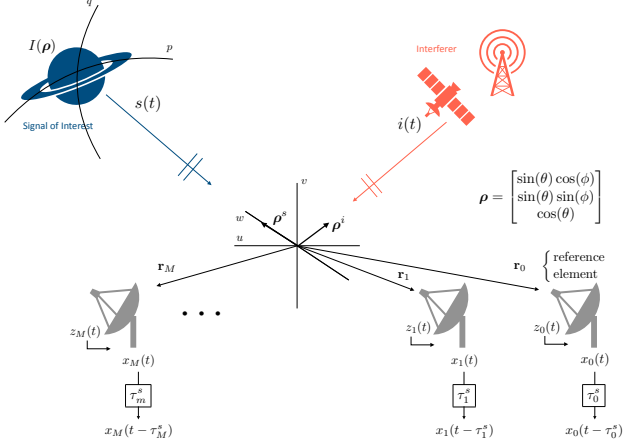 q
I(ρ)
p
Interferer
s(t)
i(t)
Signal of Interest
v
ρ = [sin(θ) cos(φ)
sin(θ) sin(φ)
cos(θ)]
w
ρ^s
ρ^i
u
r_M
r_1
r_0
{ reference
element
z_M(t)
z_1(t)
z_0(t)
x_M(t)
x_1(t)
x_0(t)
τ_m^s
τ_1^s
τ_0^s
x_M(t − τ_M^s)
x_1(t − τ_1^s)
x_0(t − τ_0^s)